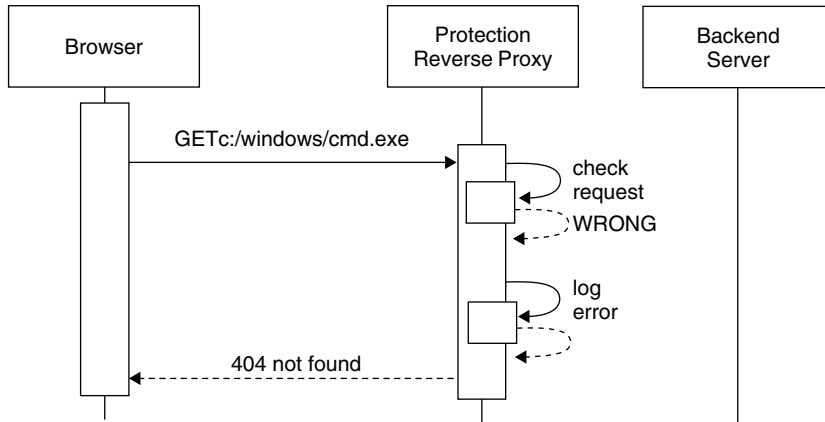 Browser
Protection
Reverse Proxy
Backend
Server
GETc:/windows/cmd.exe
check
request
WRONG
log
error
404 not found